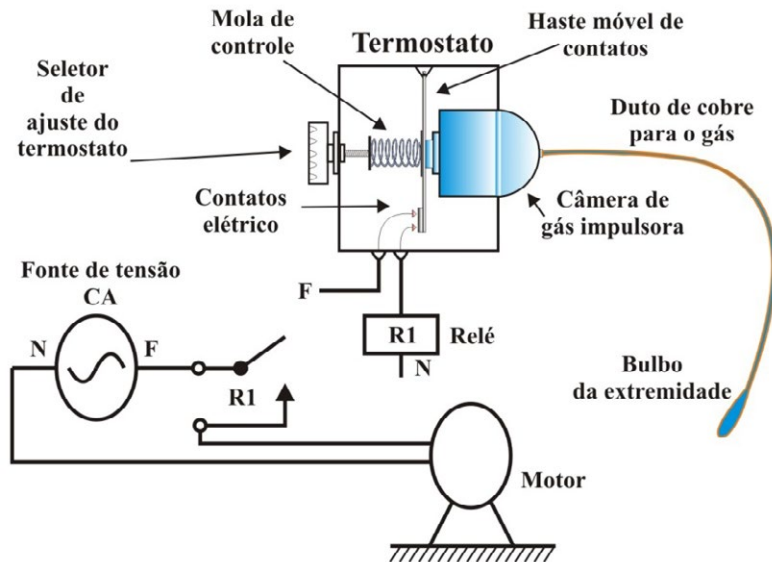 Mola de
controle
Termostato
Haste móvel de
contatos
Seletor
de
ajuste do
termostato
Duto de cobre
para o gás
Contatos
elétrico
Câmera de
gás impulsora
Fonte de tensão
CA
F
N
F
R1
Relé
N
R1
Bulbo
da extremidade
Motor